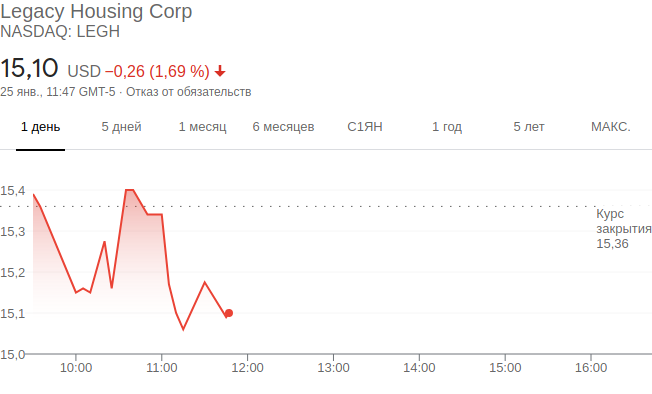 Legacy Housing Corp
NASDAQ: LEGH
15,10 USD −0,26 (1,69 %)
25 янв., 11:47 GMT-5 · Отказ от обязательств
1 день 5 дней 1 месяц 6 месяцев С1ЯН 1 год 5 лет МАКС.
15,4
Курс
закрытия
15,36
15,3
15,2
15,1
15,0
10:00 11:00 12:00 13:00 14:00 15:00 16:00